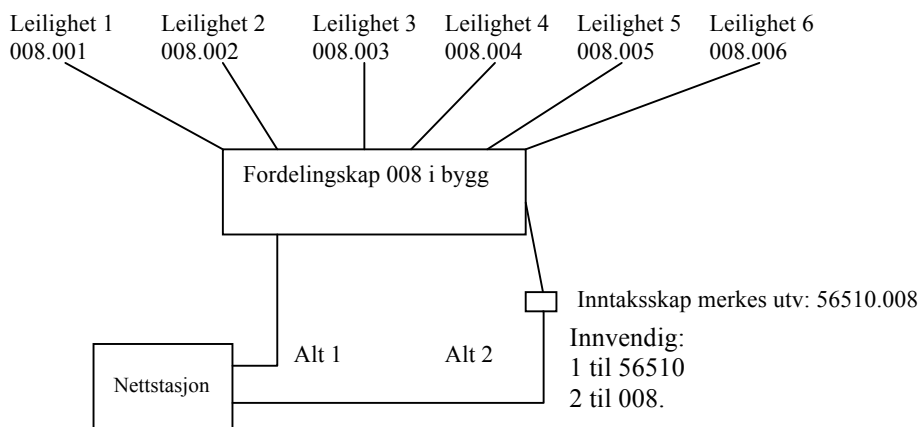 Leilighet 1
008.001
Leilighet 2
008.002
Leilighet 3
008.003
Leilighet 4
008.004
Leilighet 5
008.005
Leilighet 6
008.006
Fordelingskap 008 i bygg
Inntaksskap merkes utv: 56510.008
Innvendig:
1 til 56510
2 til 008.
Alt 1
Alt 2
Nettstasjon